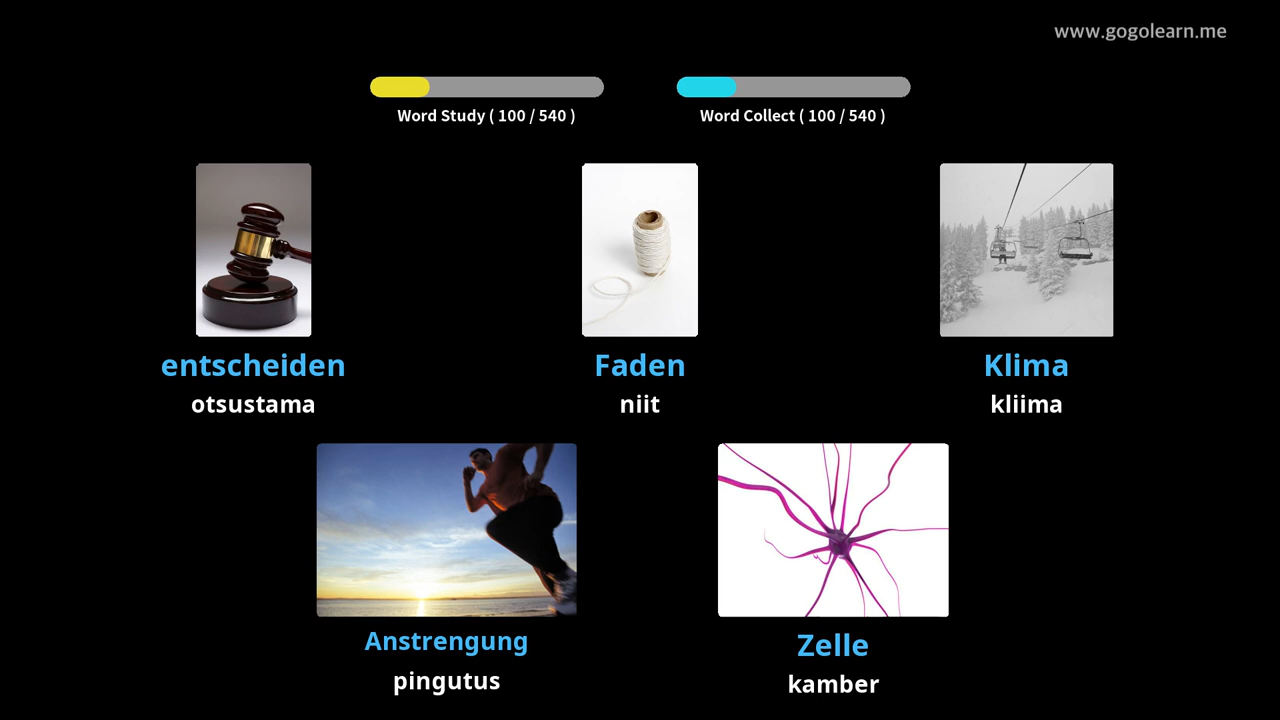 www.gogolearn.me
Word Study ( 100 / 540 )
Word Collect ( 100 / 540 )
entscheiden
otsustama
Faden
niit
Klima
kliima
Anstrengung
pingutus
Zelle
kamber